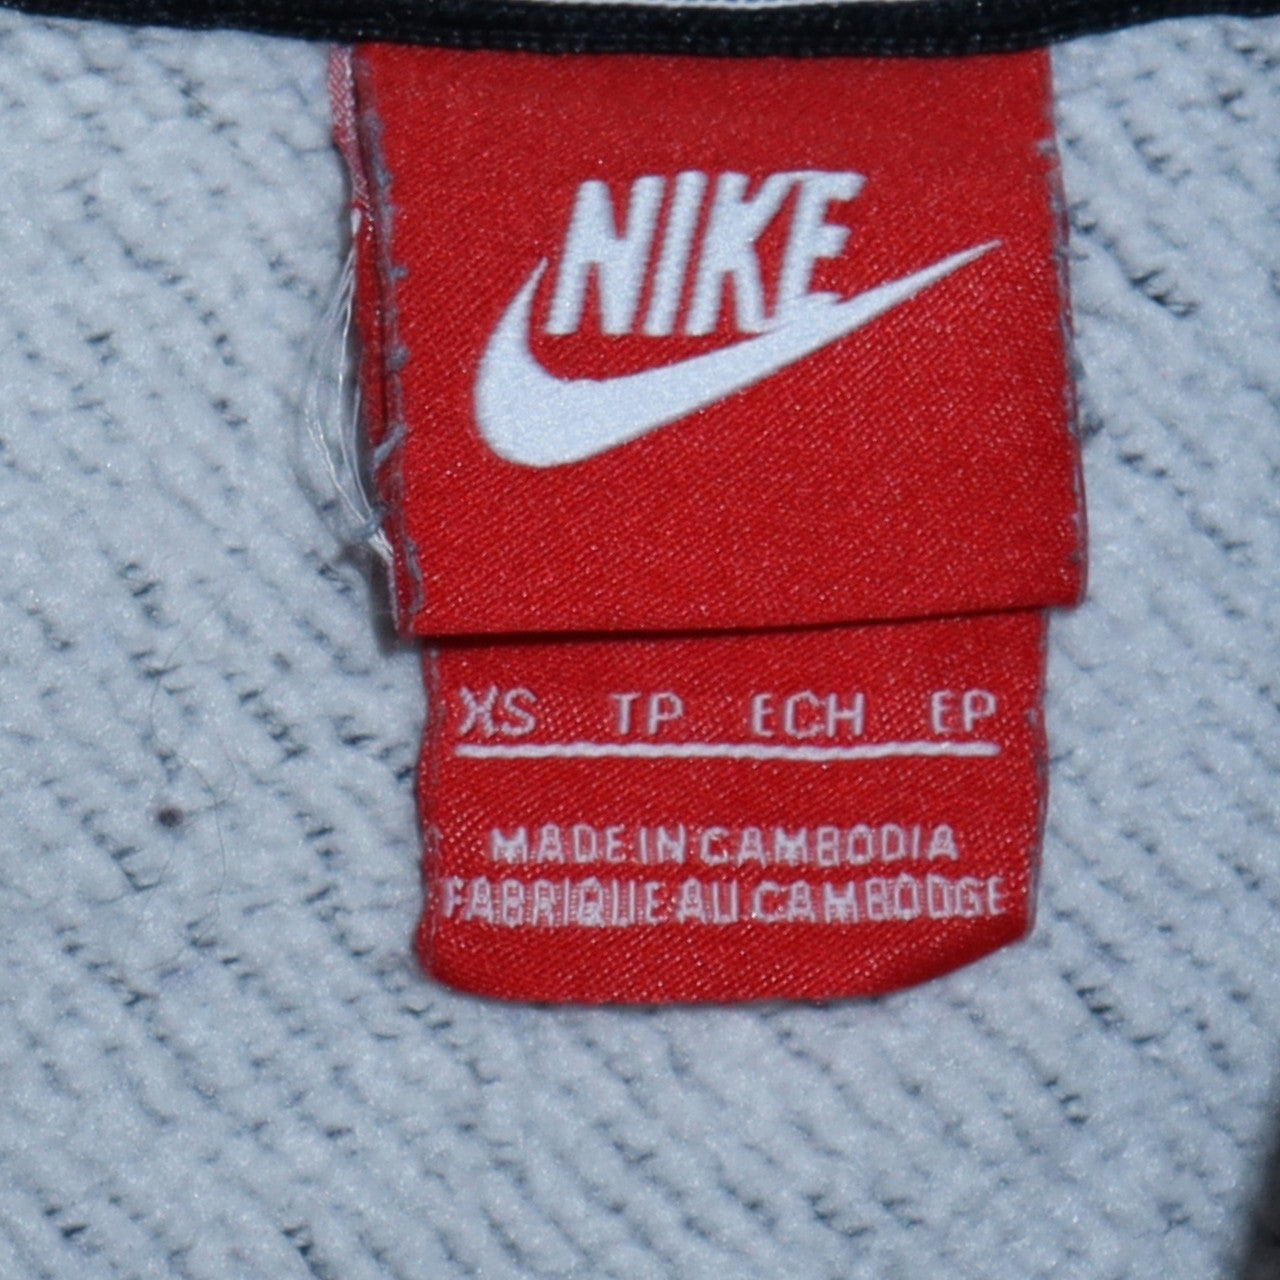 NIKE
XS TP ECH EP
MADE IN CAMBODIA
FABRIQUE AU CAMBODGE